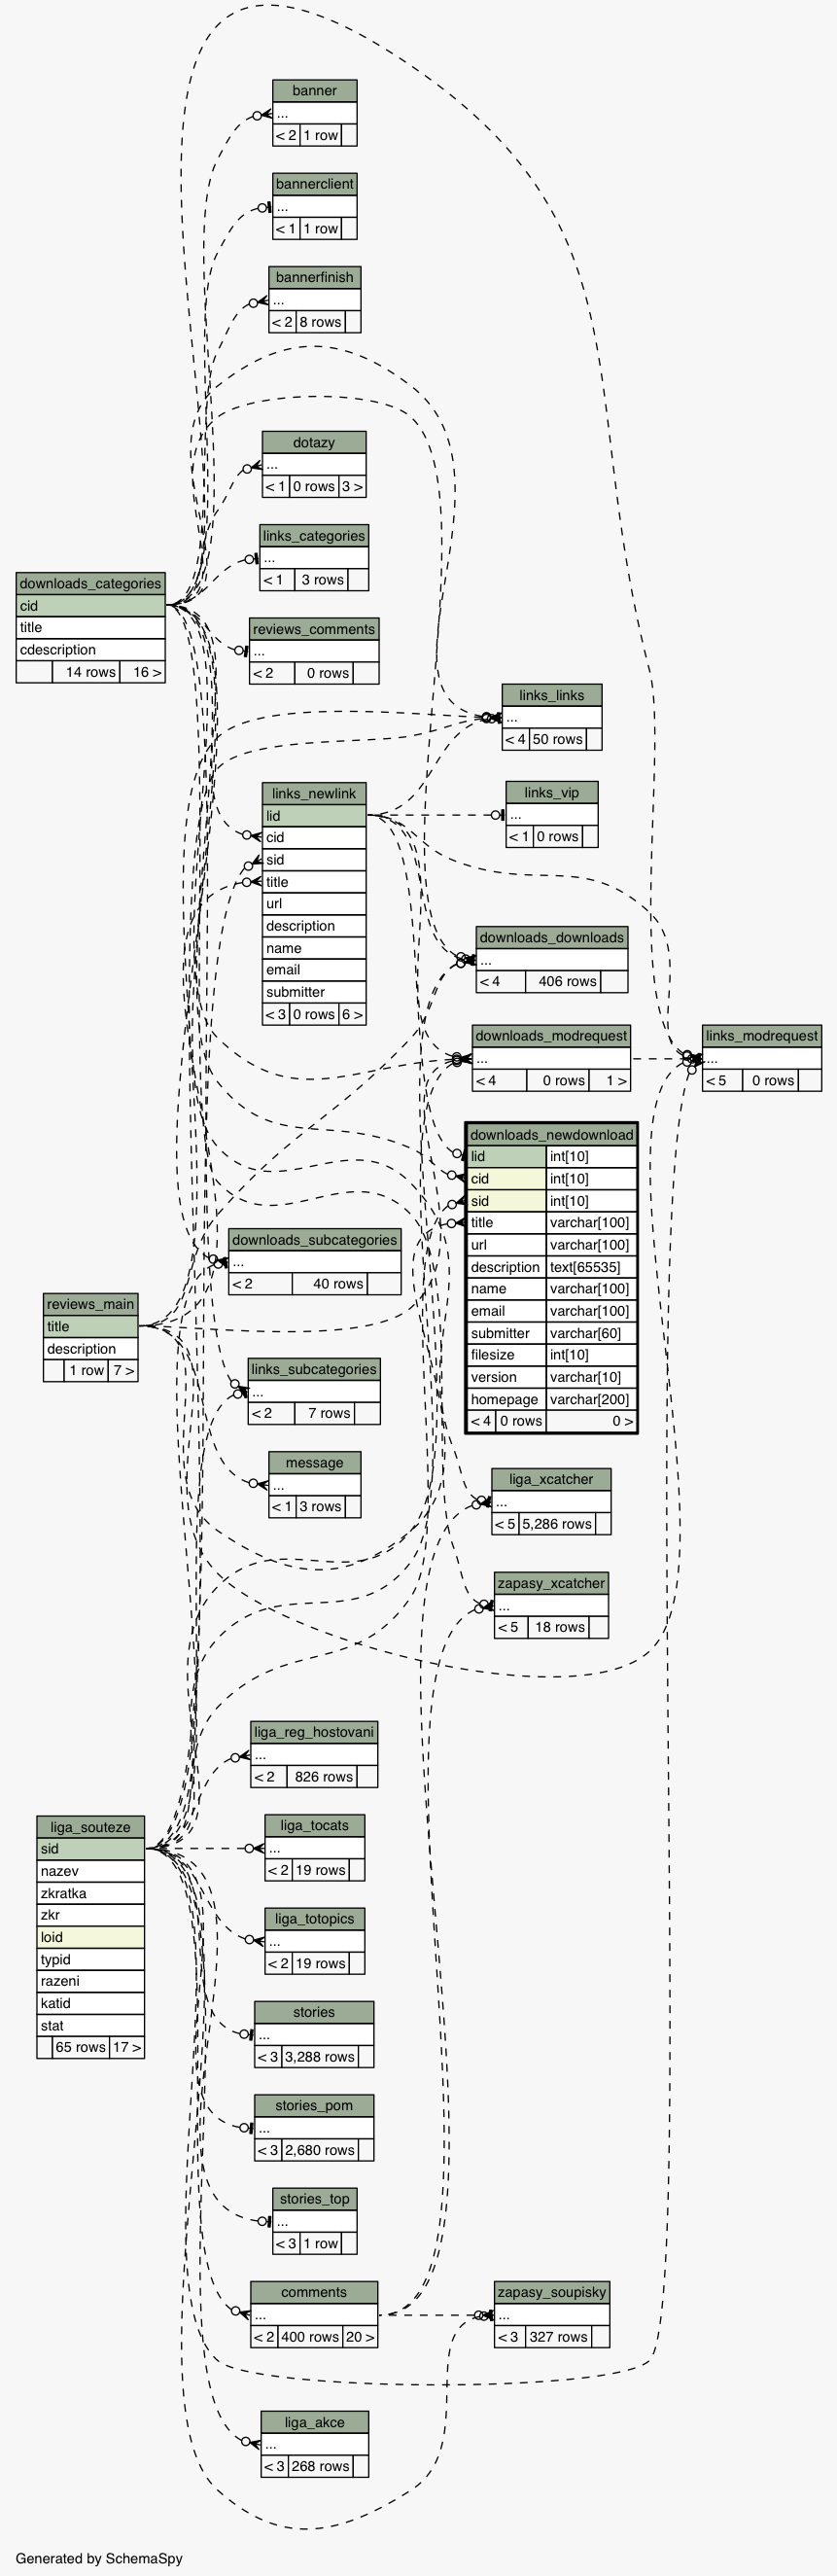 banner
...
< 2 1 row
bannerclient
...
< 1 1 row
bannerfinish
...
< 2 8 rows
dotazy
...
< 1 0 rows 3 >
links_categories
...
< 1 3 rows
downloads_categories
cid
title
cdescription
14 rows 16 >
reviews_comments
...
< 2 0 rows
links_links
...
< 4 50 rows
links_newlink
lid
cid
sid
title
url
description
name
email
submitter
< 3 0 rows 6 >
links_vip
...
< 1 0 rows
downloads_downloads
...
< 4 406 rows
downloads_modrequest
...
< 4 0 rows 1 >
links_modrequest
...
< 5 0 rows
downloads_newdownload
lid int[10]
cid int[10]
sid int[10]
title varchar[100]
url varchar[100]
description text[65535]
name varchar[100]
email varchar[100]
submitter varchar[60]
filesize int[10]
version varchar[10]
homepage varchar[200]
< 4 0 rows 0 >
downloads_subcategories
...
< 2 40 rows
reviews_main
title
description
1 row 7 >
links_subcategories
...
< 2 7 rows
message
...
< 1 3 rows
liga_xcatcher
...
< 5 5,286 rows
zapasy_xcatcher
...
< 5 18 rows
liga_reg_hostovani
...
< 2 826 rows
liga_souteze
sid
nazev
zkratka
zkr
loid
typid
razeni
katid
stat
65 rows 17 >
liga_tocats
...
< 2 19 rows
liga_totopics
...
< 2 19 rows
stories
...
< 3 3,288 rows
stories_pom
...
< 3 2,680 rows
stories_top
...
< 3 1 row
comments
...
< 2 400 rows 20 >
zapasy_soupisky
...
< 3 327 rows
liga_akce
...
< 3 268 rows
Generated by SchemaSpy